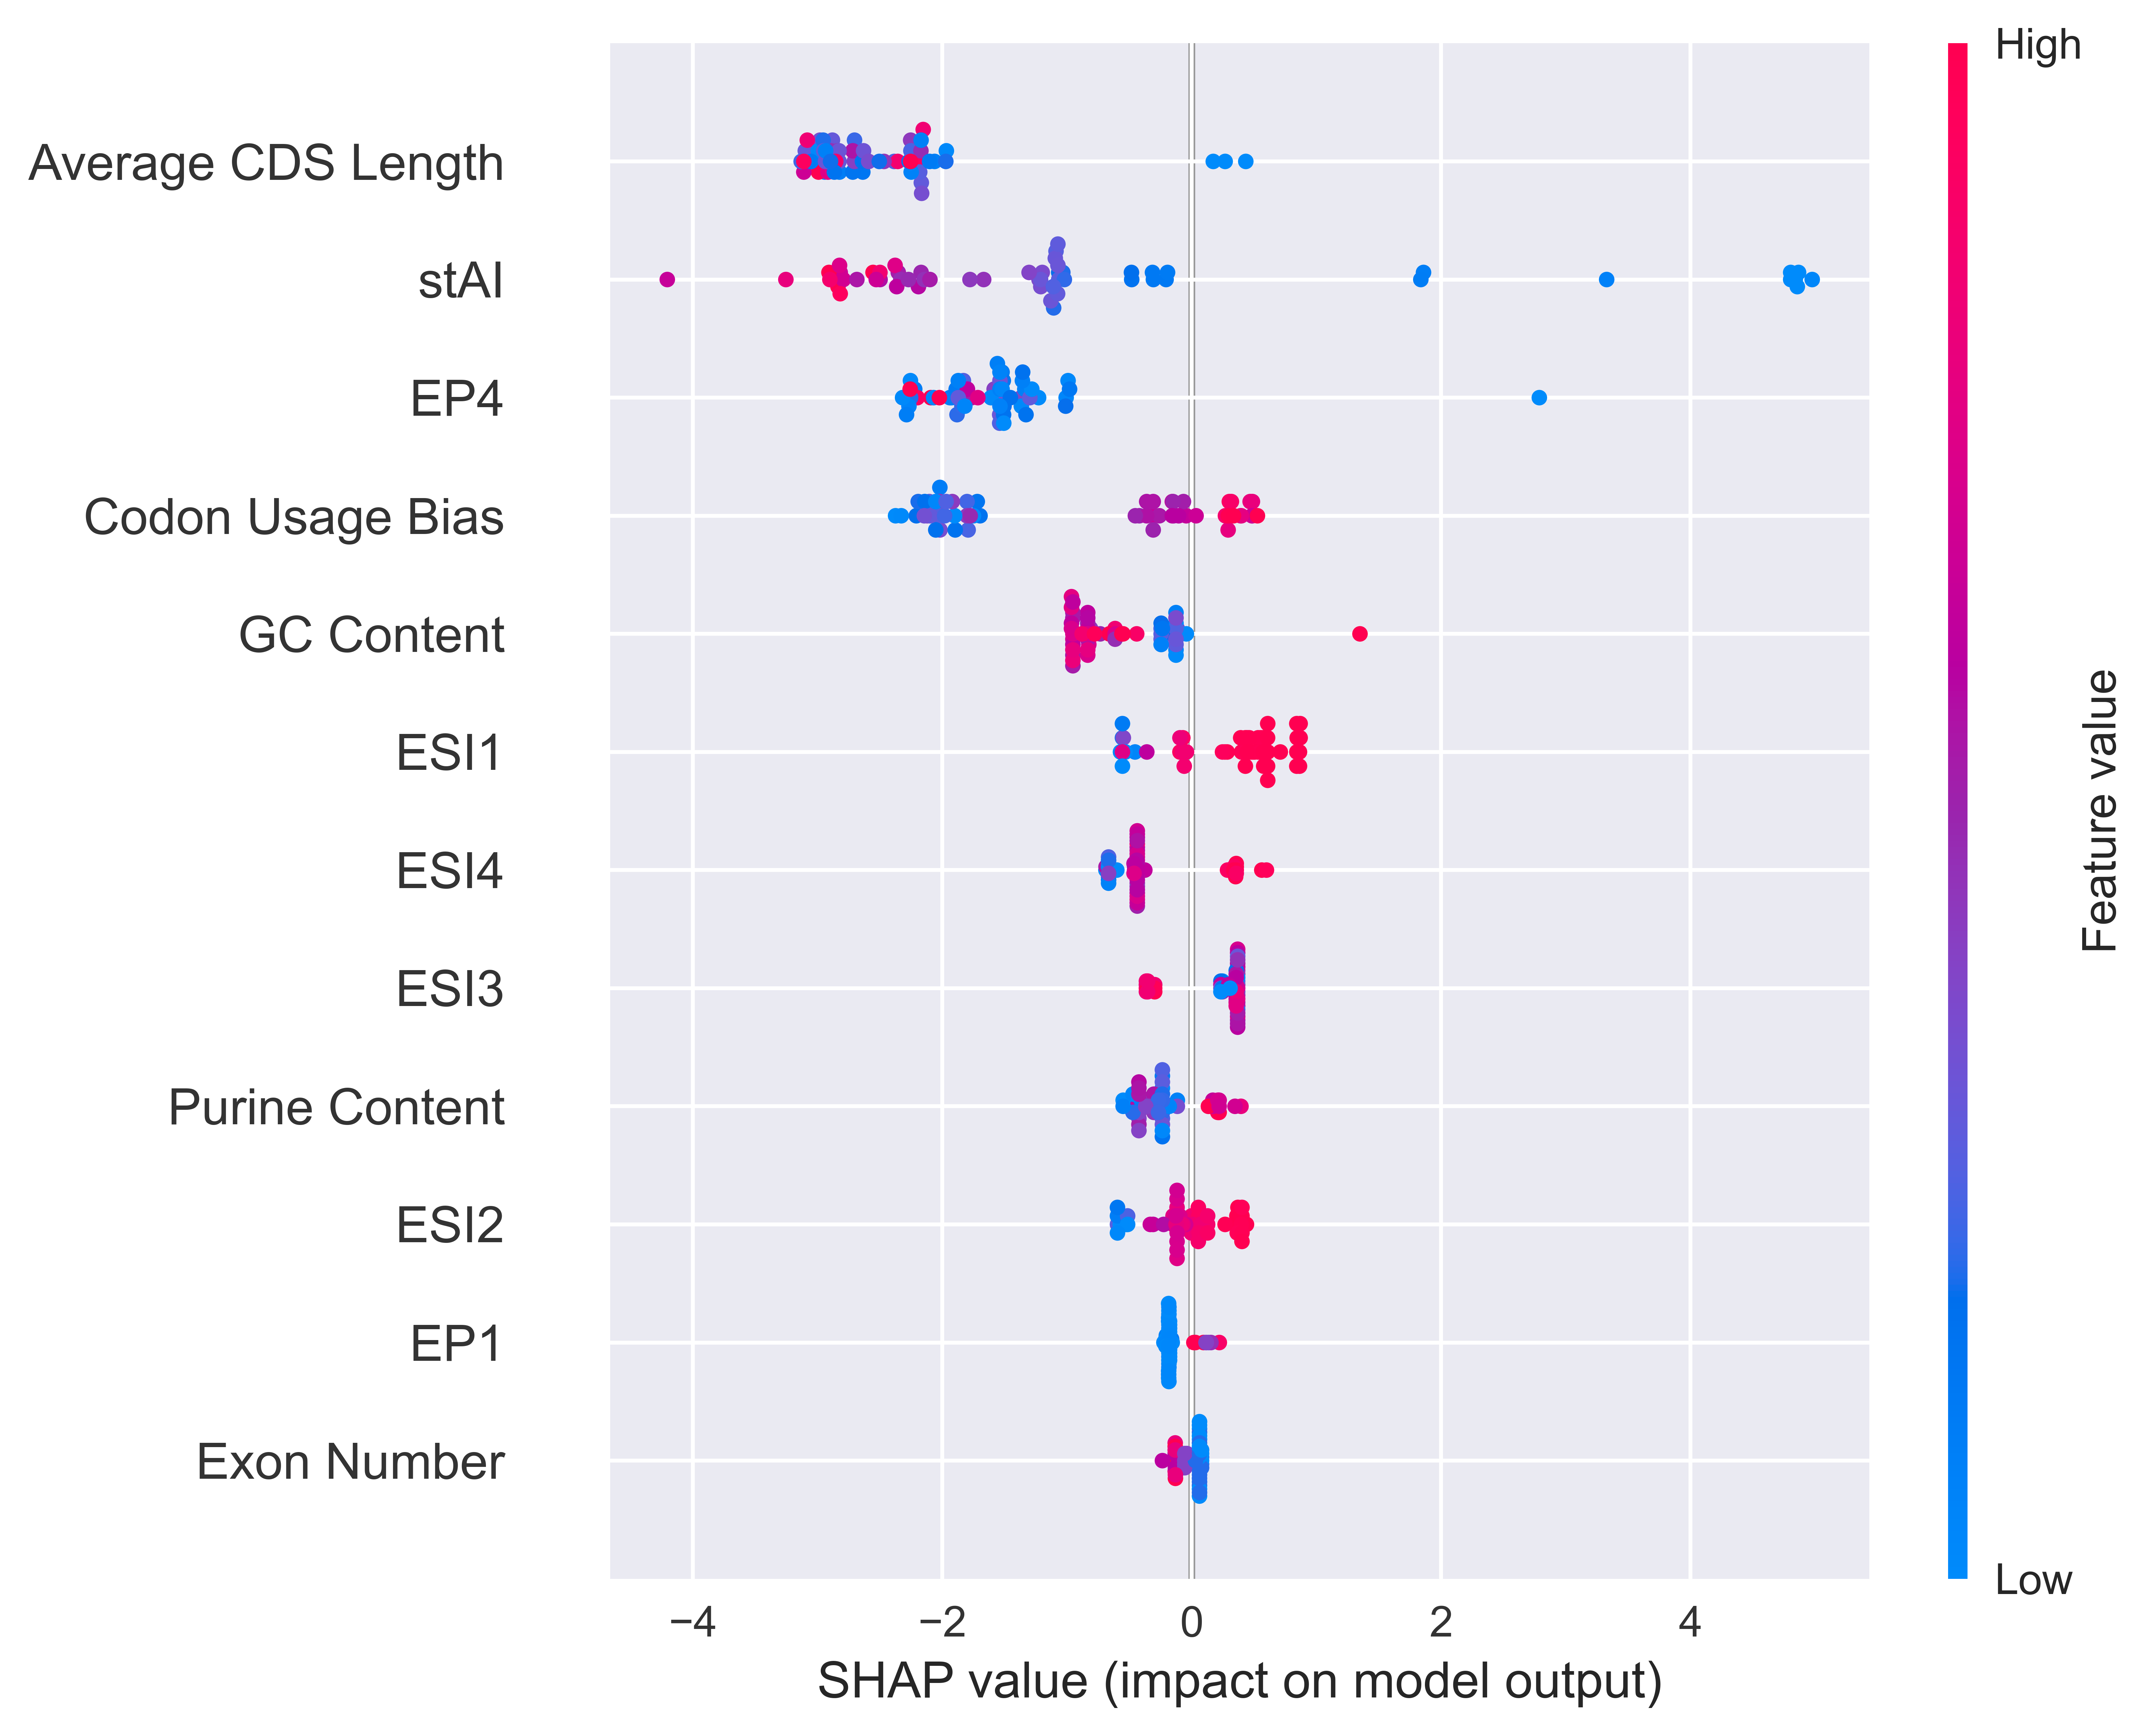 High
Average CDS Length
stAI
EP4
Codon Usage Bias
GC Content
ESI1
ESI4
ESI3
Purine Content
ESI2
EP1
Exon Number
Feature value
Low
−4 −2 0 2 4
SHAP value (impact on model output)